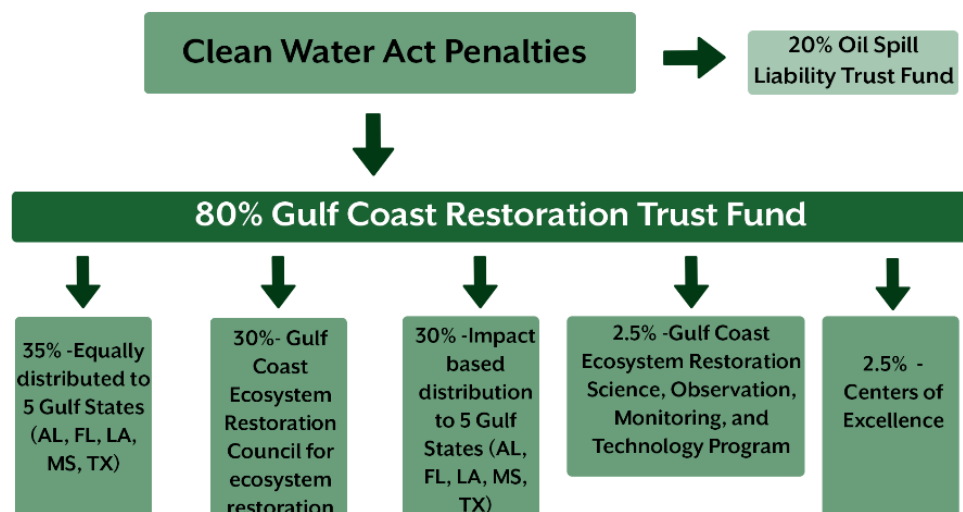 Clean Water Act Penalties
20% Oil Spill
Liability Trust Fund
80% Gulf Coast Restoration Trust Fund
35% -Equally
distributed to
5 Gulf States
(AL, FL, LA,
MS, TX)
30%- Gulf
Coast
Ecosystem
Restoration
Council for
ecosystem
restoration
30% -Impact
based
distribution
to 5 Gulf
States (AL,
FL, LA, MS,
TX)
2.5% -Gulf Coast
Ecosystem Restoration
Science, Observation,
Monitoring, and
Technology Program
2.5% -
Centers of
Excellence